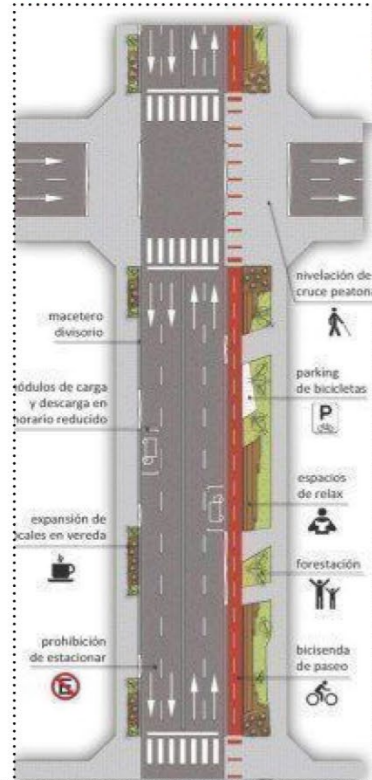 nivelación de
cruce peatona
macetero
divisorio
parking
de bicicletas
P
ódulos de carga
y descarga en
orario reducido
espacios
de relax
expansión de
cales en vereda
forestación
prohibición
de estacionar
E
bicisenda
de paseo